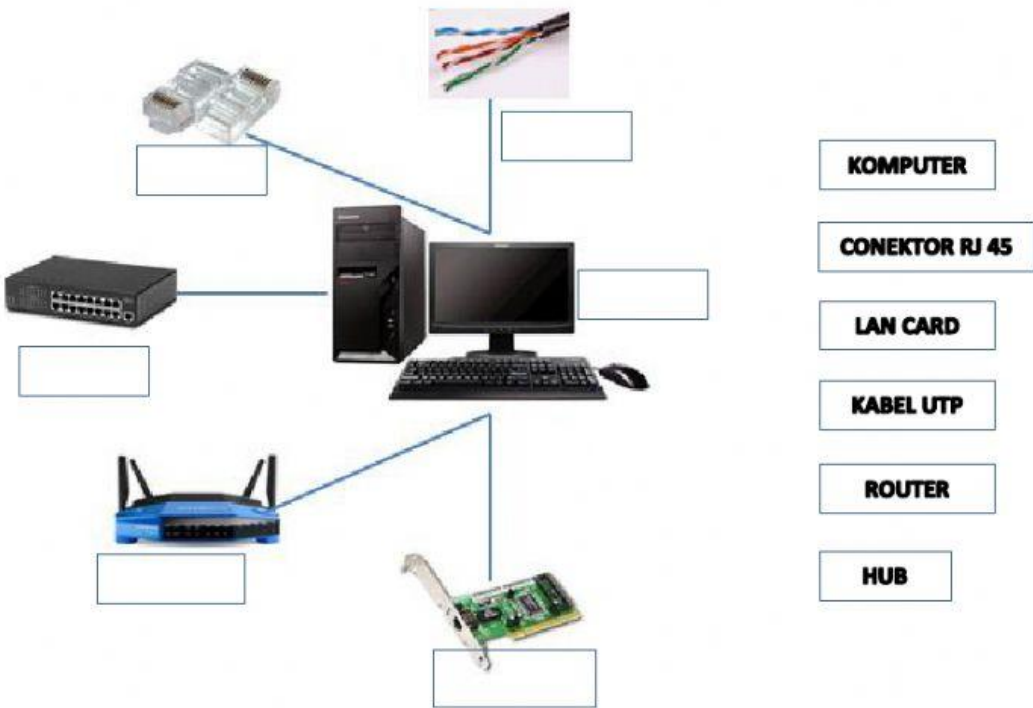 KOMPUTER
CONEKTOR RJ 45
LAN CARD
KABEL UTP
ROUTER
HUB